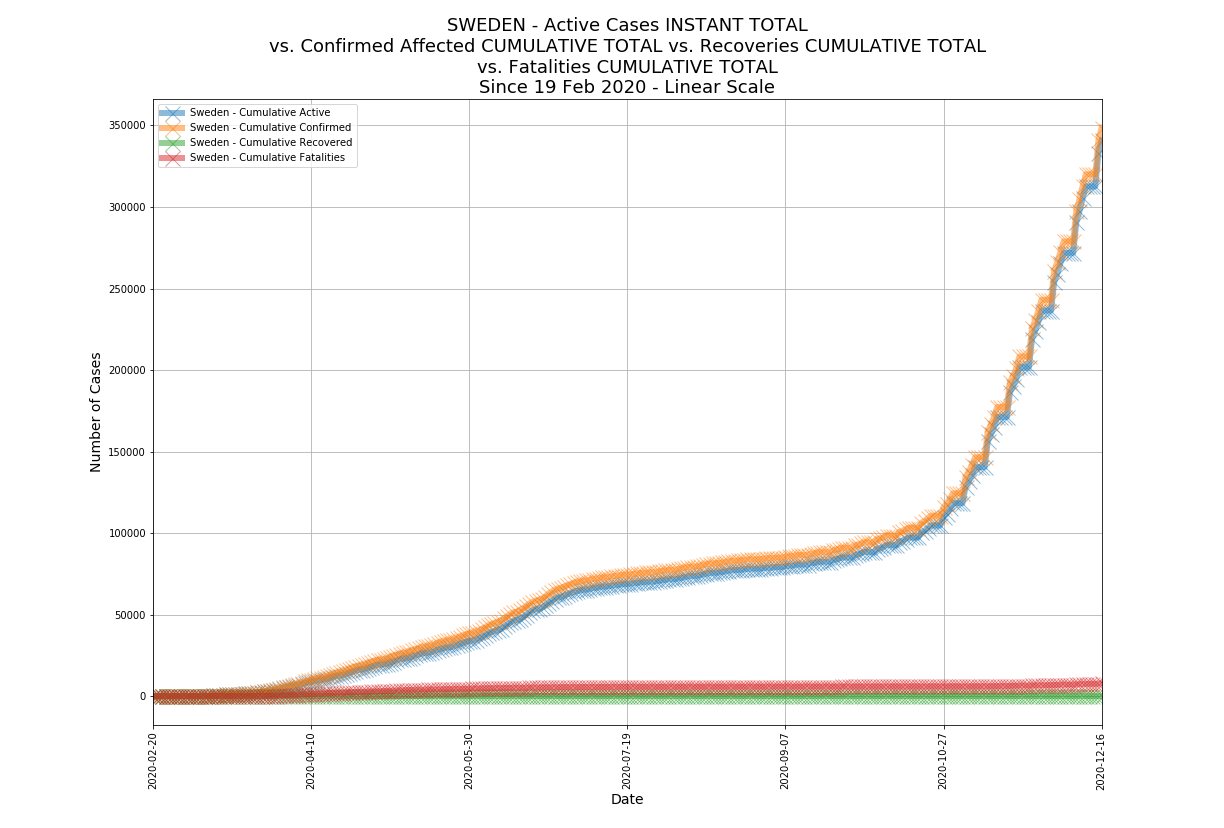 SWEDEN - Active Cases INSTANT TOTAL
vs. Confirmed Affected CUMULATIVE TOTAL vs. Recoveries CUMULATIVE TOTAL
vs. Fatalities CUMULATIVE TOTAL
Since 19 Feb 2020 - Linear Scale
Sweden - Cumulative Active
Sweden - Cumulative Confirmed
Sweden - Cumulative Recovered
Sweden - Cumulative Fatalities
350000
300000
250000
200000
150000
100000
50000
0
Number of Cases
2020-02-20
2020-04-10
2020-05-30
2020-07-19
2020-09-07
2020-10-27
2020-12-16
Date